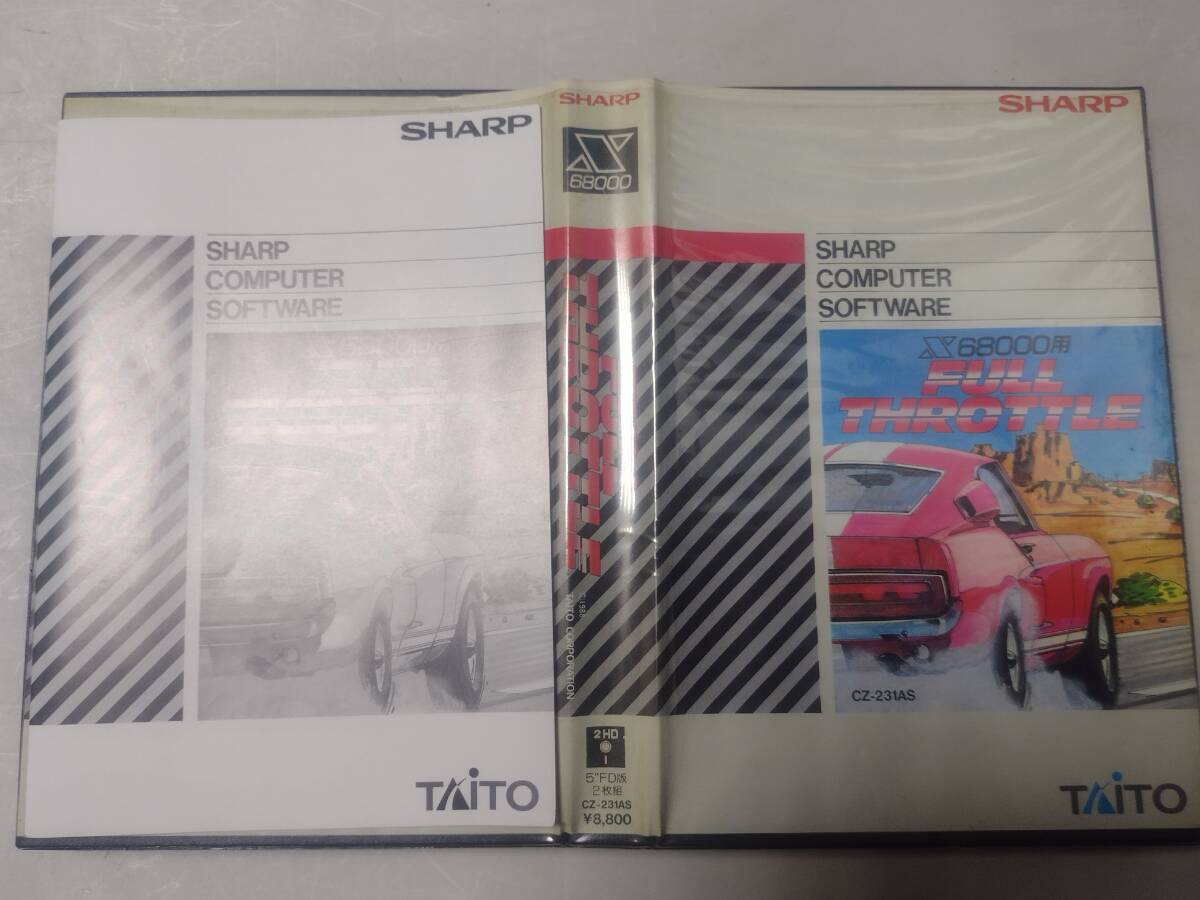 SHARP
SHARP
COMPUTER
SOFTWARE
TAITO
SHARP
X
68000
FULL
THROTTLE
©1988
TAITO CORPORATION
2HD
5"FD版
2枚組
CZ-231AS
¥8,800
SHARP
SHARP
COMPUTER
SOFTWARE
X68000用
FULL
THROTTLE
CZ-231AS
TAITO